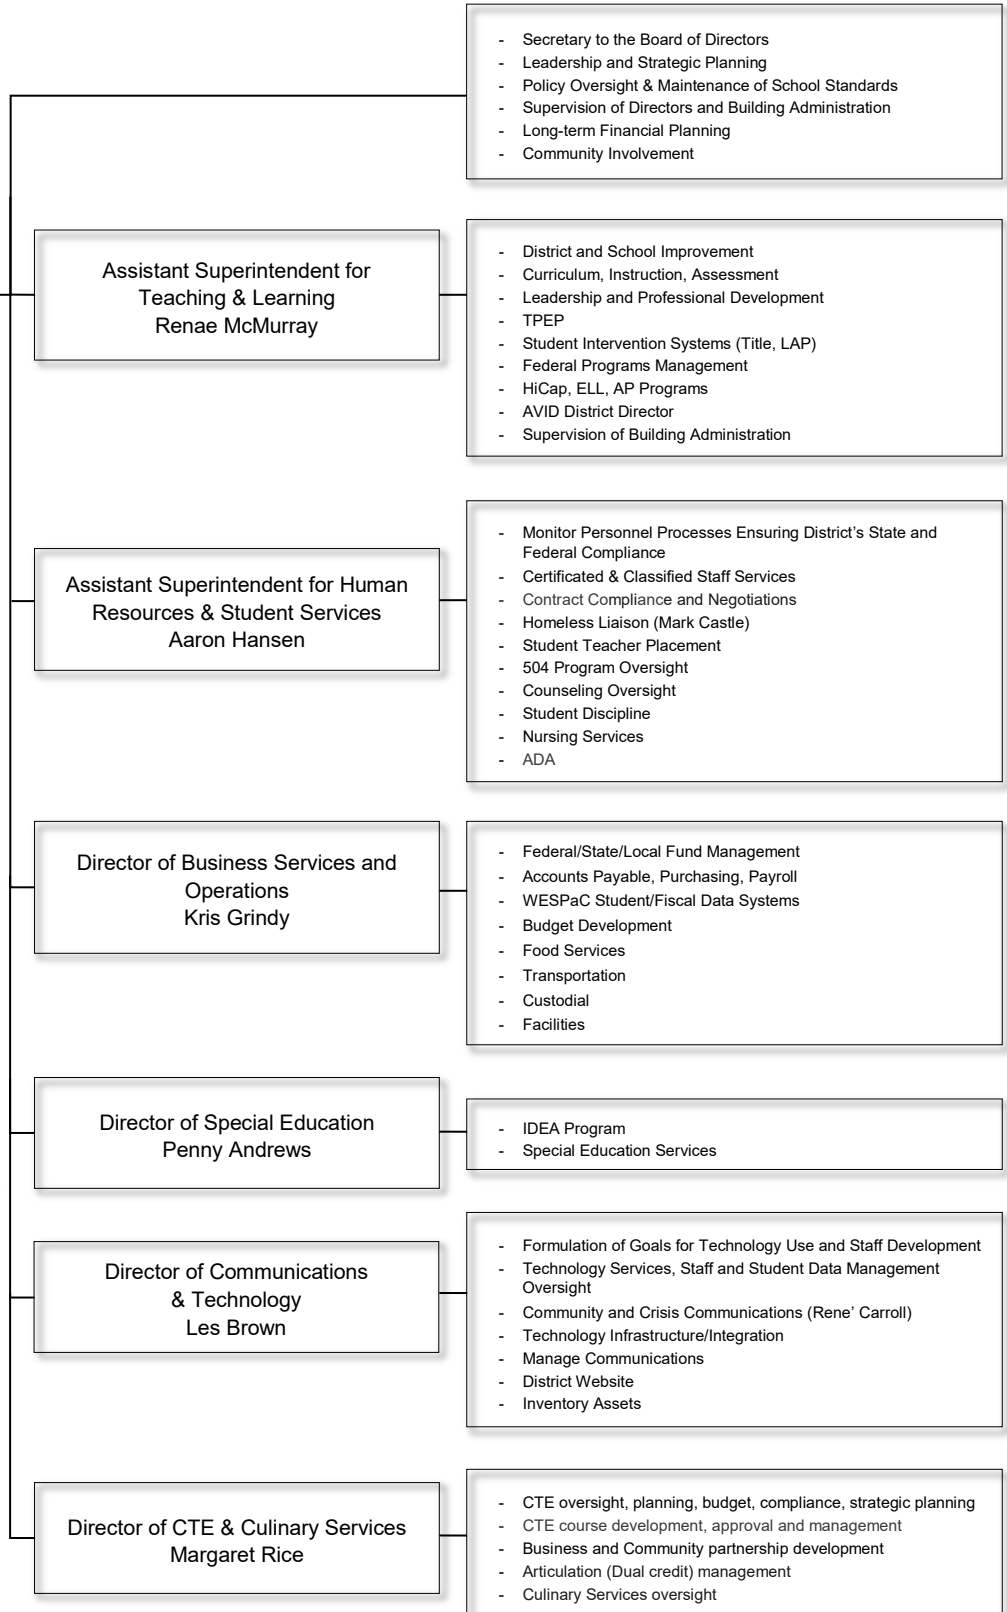 - Secretary to the Board of Directors
- Leadership and Strategic Planning
- Policy Oversight & Maintenance of School Standards
- Supervision of Directors and Building Administration
- Long-term Financial Planning
- Community Involvement
Assistant Superintendent for
Teaching & Learning
Renae McMurray
- District and School Improvement
- Curriculum, Instruction, Assessment
- Leadership and Professional Development
- TPEP
- Student Intervention Systems (Title, LAP)
- Federal Programs Management
- HiCap, ELL, AP Programs
- AVID District Director
- Supervision of Building Administration
Assistant Superintendent for Human
Resources & Student Services
Aaron Hansen
- Monitor Personnel Processes Ensuring District’s State and
Federal Compliance
- Certificated & Classified Staff Services
- Contract Compliance and Negotiations
- Homeless Liaison (Mark Castle)
- Student Teacher Placement
- 504 Program Oversight
- Counseling Oversight
- Student Discipline
- Nursing Services
- ADA
Director of Business Services and
Operations
Kris Grindy
- Federal/State/Local Fund Management
- Accounts Payable, Purchasing, Payroll
- WESPaC Student/Fiscal Data Systems
- Budget Development
- Food Services
- Transportation
- Custodial
- Facilities
Director of Special Education
Penny Andrews
- IDEA Program
- Special Education Services
Director of Communications
& Technology
Les Brown
- Formulation of Goals for Technology Use and Staff Development
- Technology Services, Staff and Student Data Management
Oversight
- Community and Crisis Communications (Rene’ Carroll)
- Technology Infrastructure/Integration
- Manage Communications
- District Website
- Inventory Assets
Director of CTE & Culinary Services
Margaret Rice
- CTE oversight, planning, budget, compliance, strategic planning
- CTE course development, approval and management
- Business and Community partnership development
- Articulation (Dual credit) management
- Culinary Services oversight